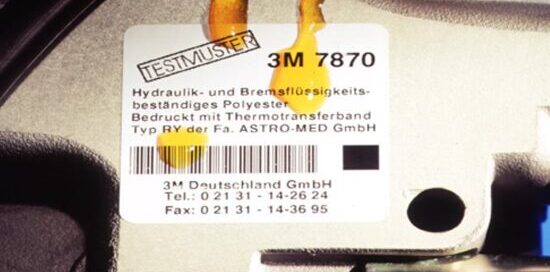 TESTMUSTER
3M 7870
Hydraulik- und Bremsflüssigkeits-
beständiges Polyester
Bedruckt mit Thermotransferband
Typ RY der Fa. ASTRO-MED GmbH
3M Deutschland GmbH
Tel.: 0 21 31 - 14-26 24
Fax: 0 21 31 - 14-36 95